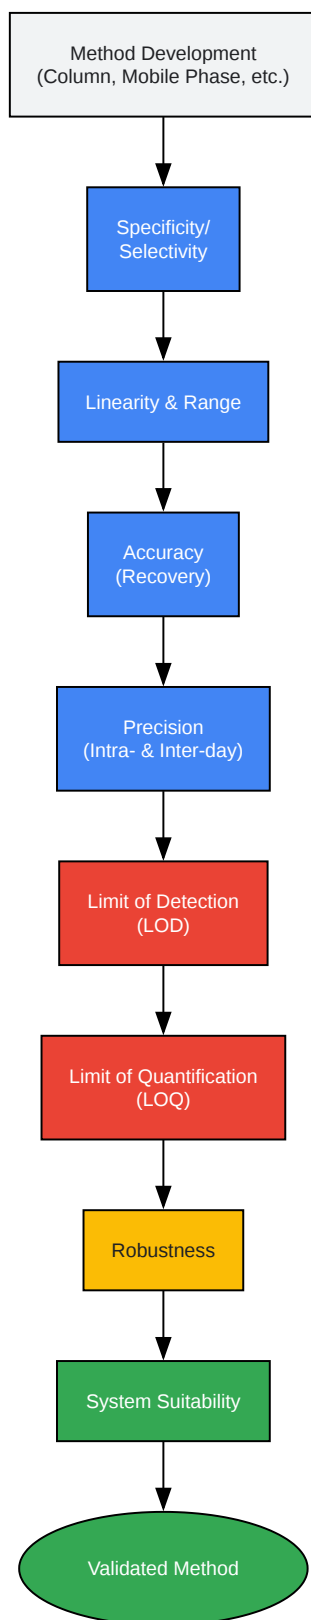 Method Development
(Column, Mobile Phase, etc.)
Specificity/
Selectivity
Linearity & Range
Accuracy
(Recovery)
Precision
(Intra- & Inter-day)
Limit of Detection
(LOD)
Limit of Quantification
(LOQ)
Robustness
System Suitability
Validated Method